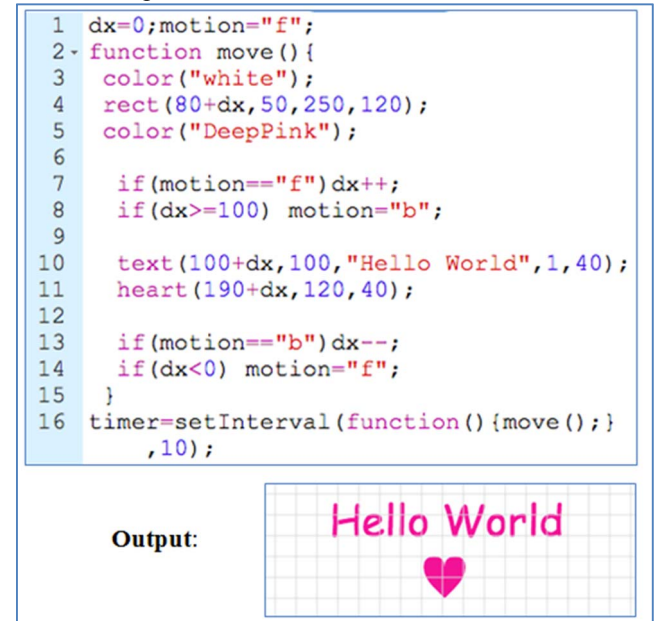 1 dx=0;motion="f";
2 function move(){
3 color("white");
4 rect(80+dx,50,250,120);
5 color("DeepPink");
6
7 if(motion=="f")dx++;
8 if(dx>=100) motion="b";
9
10 text(100+dx,100,"Hello World",1,40);
11 heart(190+dx,120,40);
12
13 if(motion=="b")dx--;
14 if(dx<0) motion="f";
15 }
16 timer=setInterval(function(){move();}
,10);
Output:
Hello World